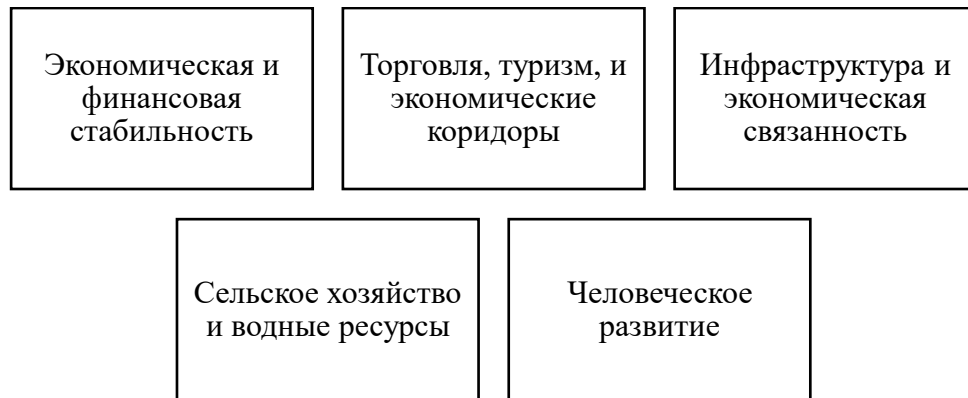 Экономическая и
финансовая
стабильность
Торговля, туризм, и
экономические
коридоры
Инфраструктура и
экономическая
связанность
Сельское хозяйство
и водные ресурсы
Человеческое
развитие